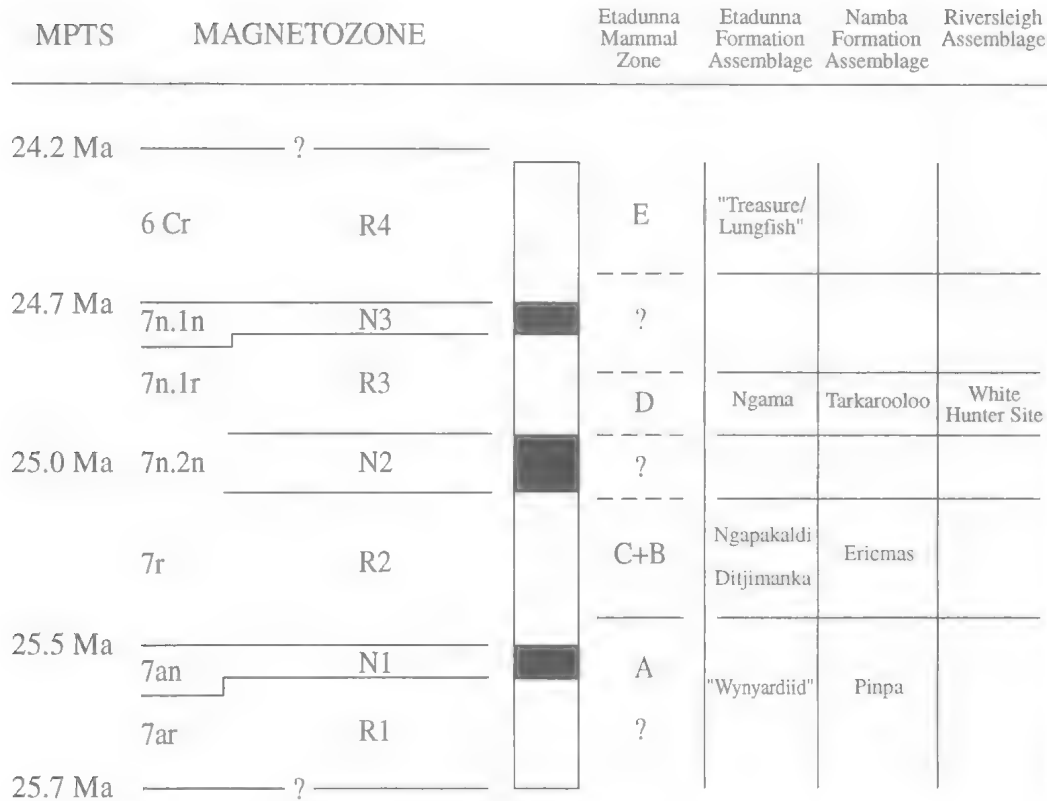 MPTS MAGNETOZONE
Etadunna Mammal Zone
Etadunna Formation Assemblage
Namba Formation Assemblage
Riversleigh Assemblage
24.2 Ma ?
6 Cr R4 E "Treasure/
Lungfish"
24.7 Ma
7n.1n N3 ?
7n.1r R3
D Ngama Tarkarooloo White
Hunter Site
25.0 Ma 7n.2n N2 ?
Ngapakaldi
7r R2 C+B Ericmas
Ditjimanka
25.5 Ma
7an N1 A
"Wynyardiid" Pinpa
7ar R1 ?
25.7 Ma ?